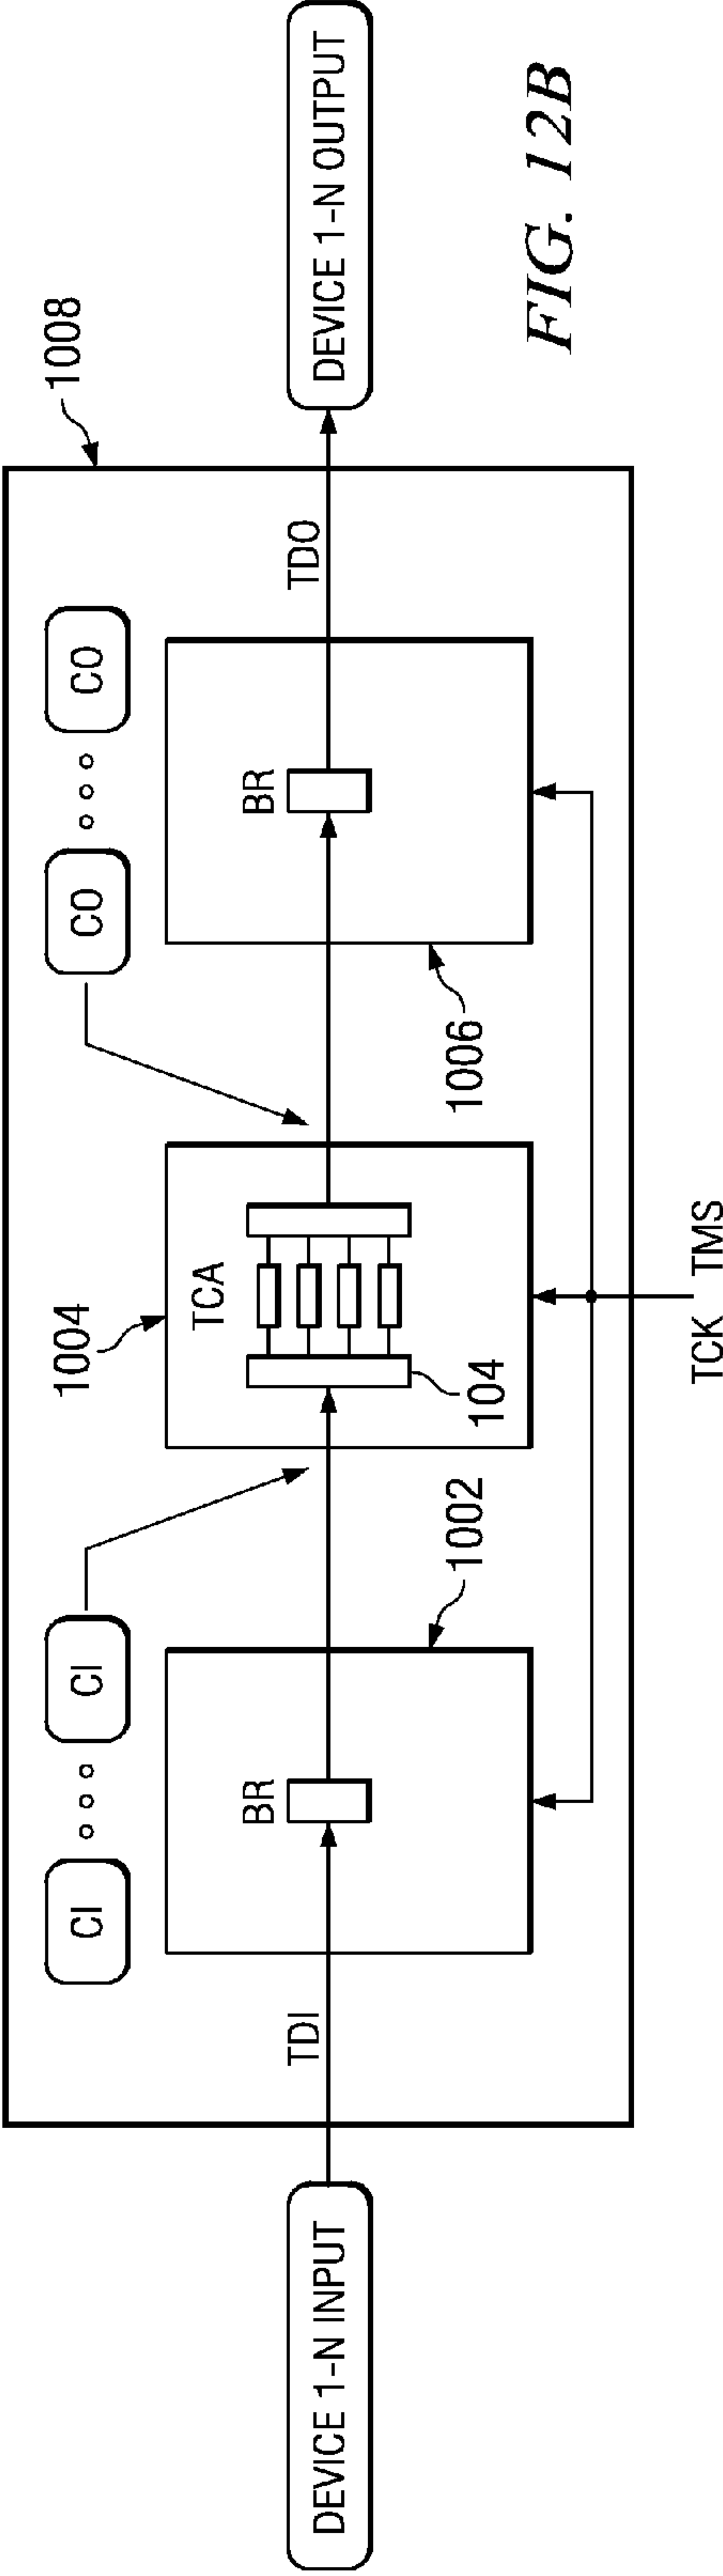 1008
CI
CI
CO
CO
1004
TCA
BR
BR
DEVICE 1-N INPUT
TDI
TDO
DEVICE 1-N OUTPUT
1002
104
1006
TCK TMS
FIG. 12B